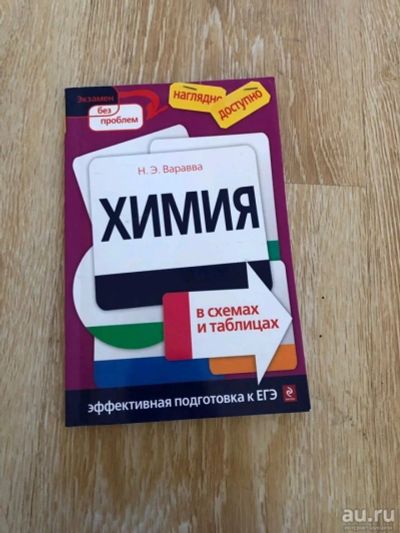 Экзамен
без
проблем
наглядно
доступно
Н. Э. Варавва
ХИМИЯ
в схемах
и таблицах
эффективная подготовка к ЕГЭ
au.ru